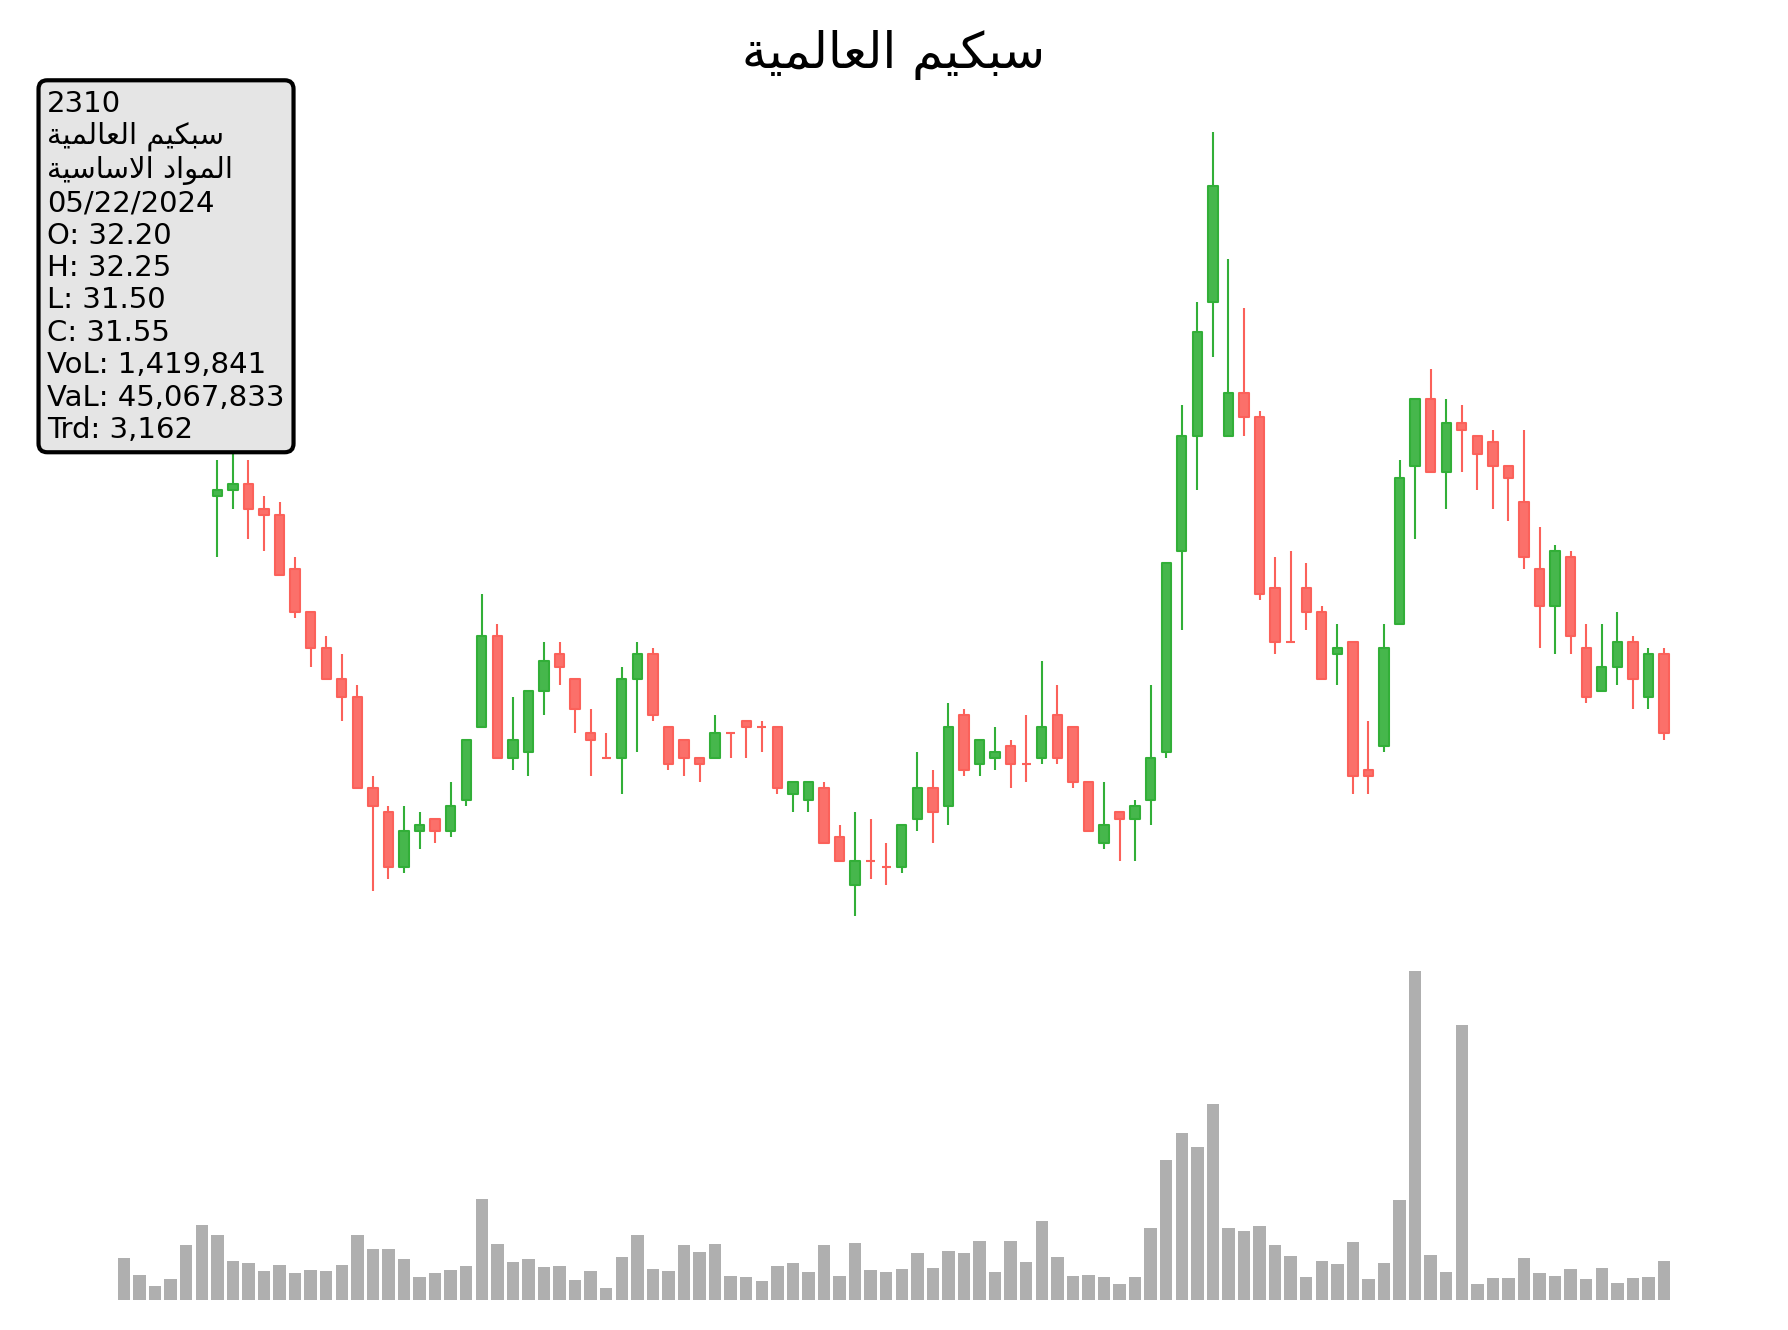 سبكيم العالمية
2310
سبكيم العالمية
المواد الاساسية
05/22/2024
O: 32.20
H: 32.25
L: 31.50
C: 31.55
VoL: 1,419,841
VaL: 45,067,833
Trd: 3,162